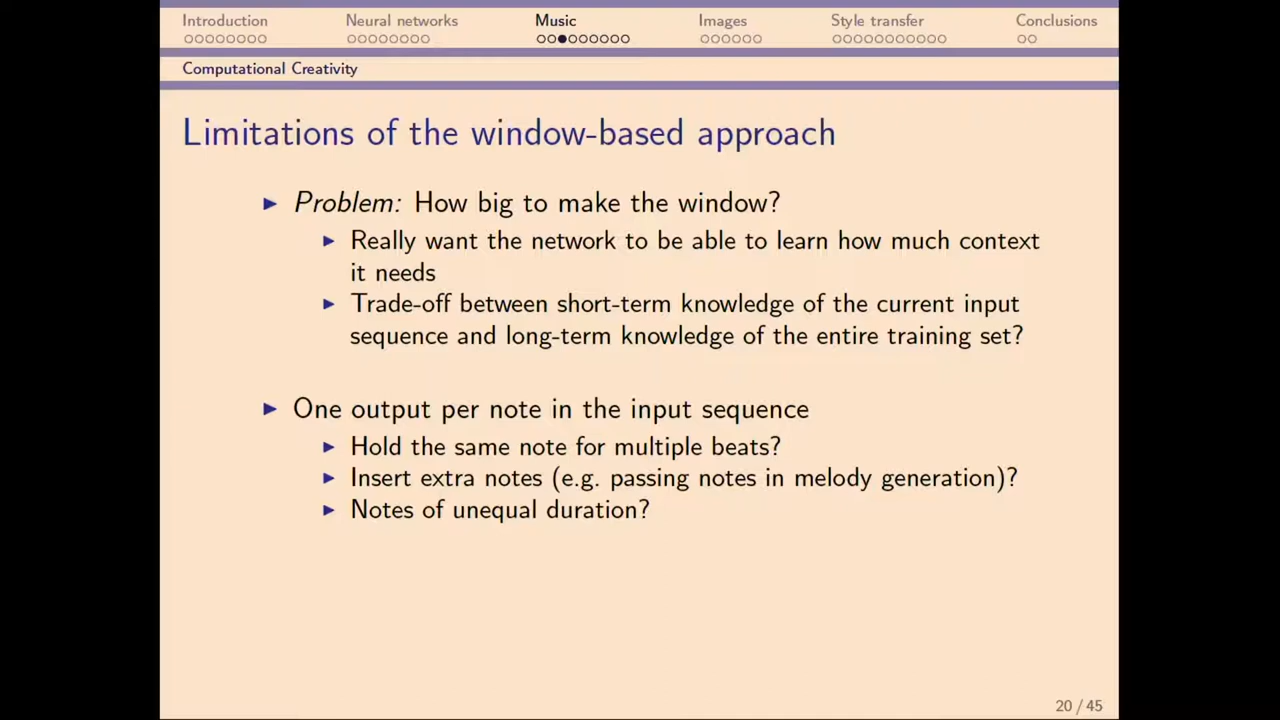 Introduction Neural networks Music Images Style transfer Conclusions
Computational Creativity
Limitations of the window-based approach
Problem: How big to make the window?
Really want the network to be able to learn how much context
it needs
Trade-off between short-term knowledge of the current input
sequence and long-term knowledge of the entire training set?
One output per note in the input sequence
Hold the same note for multiple beats?
Insert extra notes (e.g. passing notes in melody generation)?
Notes of unequal duration?
20 / 45